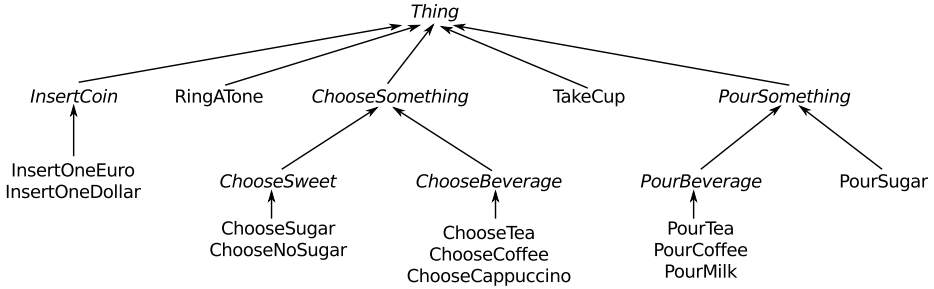 Thing
InsertCoin
RingATone
ChooseSomething
TakeCup
PourSomething
InsertOneEuro
InsertOneDollar
ChooseSweet
ChooseBeverage
PourBeverage
PourSugar
ChooseSugar
ChooseNoSugar
ChooseTea
ChooseCoffee
ChooseCappuccino
PourTea
PourCoffee
PourMilk